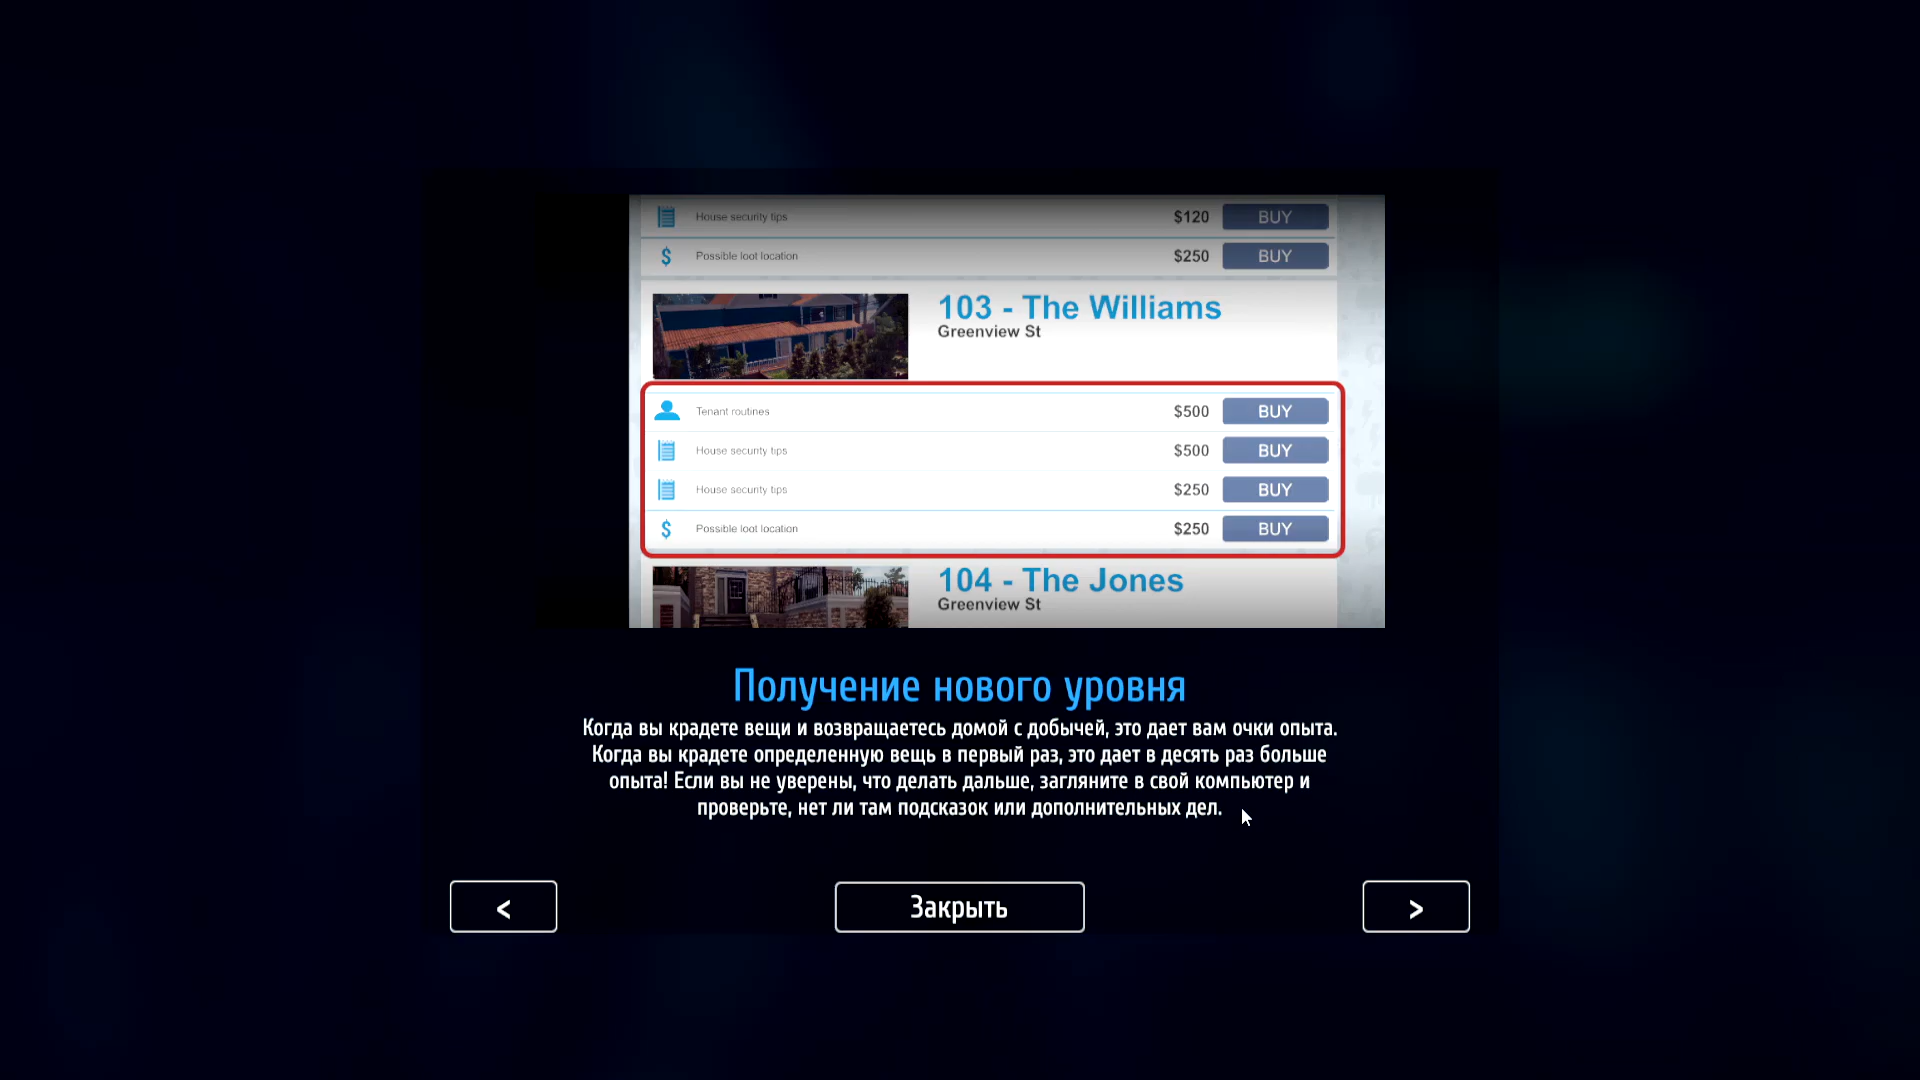 House security tips $120 BUY
$ Possible loot location $250 BUY
103 - The Williams
Greenview St
Tenant routines $500 BUY
House security tips $500 BUY
House security tips $250 BUY
$ Possible loot location $250 BUY
104 - The Jones
Greenview St
Получение нового уровня
Когда вы крадете вещи и возвращаетесь домой с добычей, это дает вам очки опыта.
Когда вы крадете определенную вещь в первый раз, это дает в десять раз больше
опыта! Если вы не уверены, что делать дальше, загляните в свой компьютер и
проверьте, нет ли там подсказок или дополнительных дел.
< Закрыть >